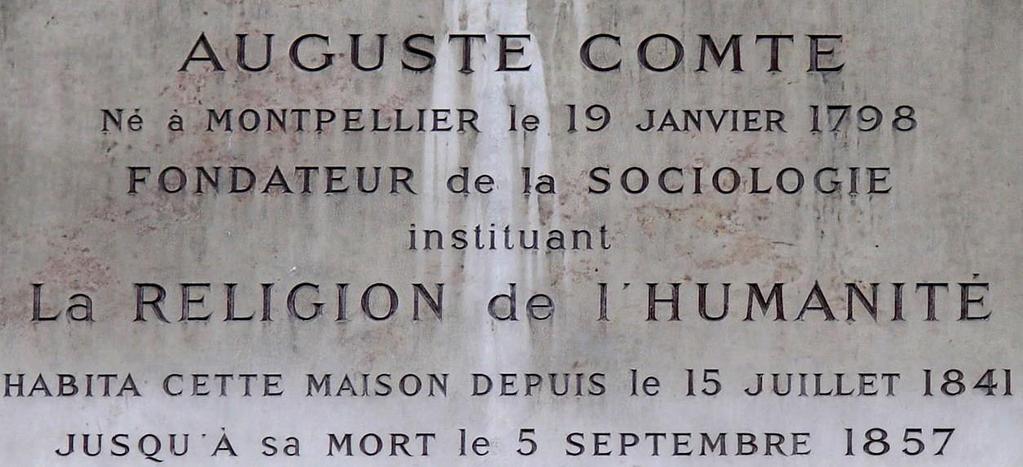 AUGUSTE COMTE
Né à MONTPELLIER le 19 JANVIER 1798
FONDATEUR de la SOCIOLOGIE
instituant
La RELIGION de l'HUMANITÉ
HABITA CETTE MAISON DEPUIS le 15 JUILLET 1841
JUSQU'À sa MORT le 5 SEPTEMBRE 1857